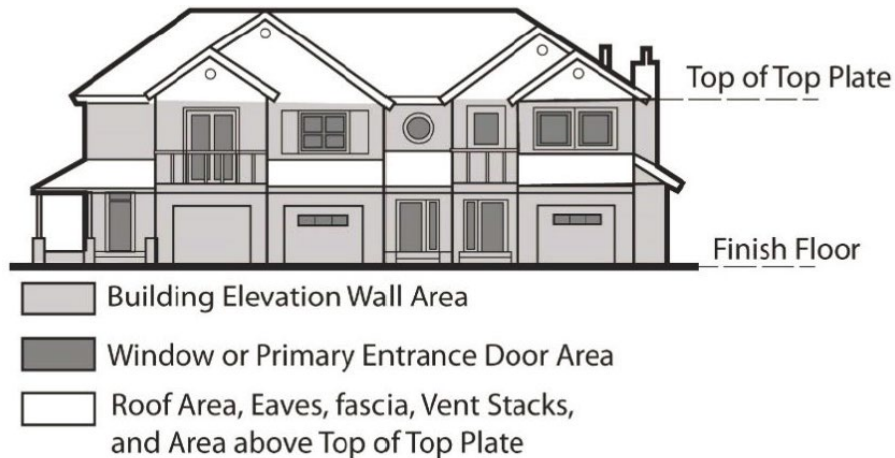 Top of Top Plate
Finish Floor
Building Elevation Wall Area
Window or Primary Entrance Door Area
Roof Area, Eaves, fascia, Vent Stacks,
and Area above Top of Top Plate